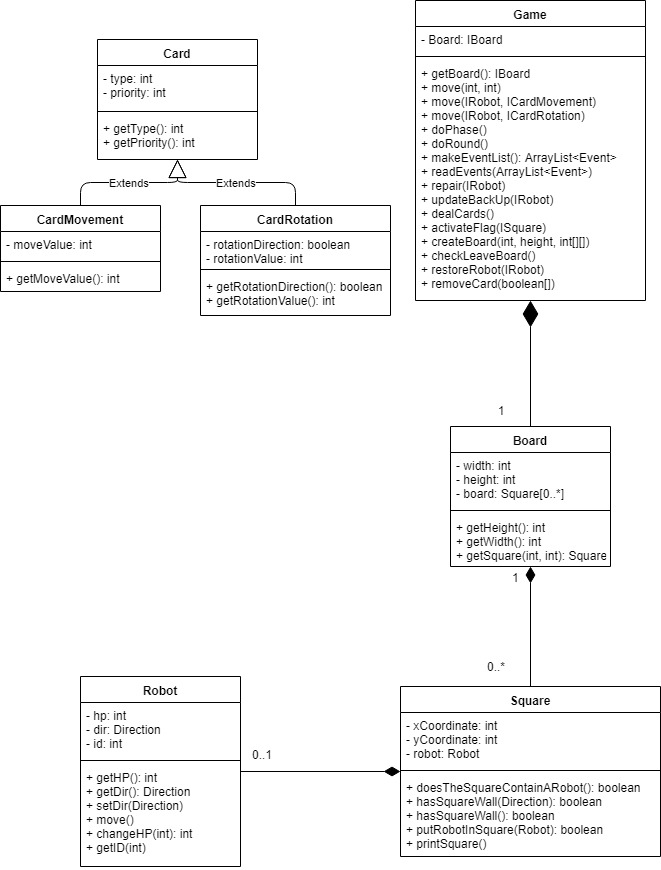 Card
- type: int
- priority: int
+ getType(): int
+ getPriority(): int
Extends
Extends
CardMovement
- moveValue: int
+ getMoveValue(): int
CardRotation
- rotationDirection: boolean
- rotationValue: int
+ getRotationDirection(): boolean
+ getRotationValue(): int
Game
- Board: IBoard
+ getBoard(): IBoard
+ move(int, int)
+ move(IRobot, ICardMovement)
+ move(IRobot, ICardRotation)
+ doPhase()
+ doRound()
+ makeEventList(): ArrayList<Event>
+ readEvents(ArrayList<Event>)
+ repair(IRobot)
+ updateBackUp(IRobot)
+ dealCards()
+ activateFlag(ISquare)
+ createBoard(int, height, int[][])
+ checkLeaveBoard()
+ restoreRobot(IRobot)
+ removeCard(boolean[])
1
Board
- width: int
- height: int
- board: Square[0..*]
+ getHeight(): int
+ getWidth(): int
+ getSquare(int, int): Square
1
0..*
Robot
- hp: int
- dir: Direction
- id: int
+ getHP(): int
+ getDir(): Direction
+ setDir(Direction)
+ move()
+ changeHP(int): int
+ getID(int)
0..1
Square
- xCoordinate: int
- yCoordinate: int
- robot: Robot
+ doesTheSquareContainARobot(): boolean
+ hasSquareWall(Direction): boolean
+ hasSquareWall(): boolean
+ putRobotInSquare(Robot): boolean
+ printSquare()